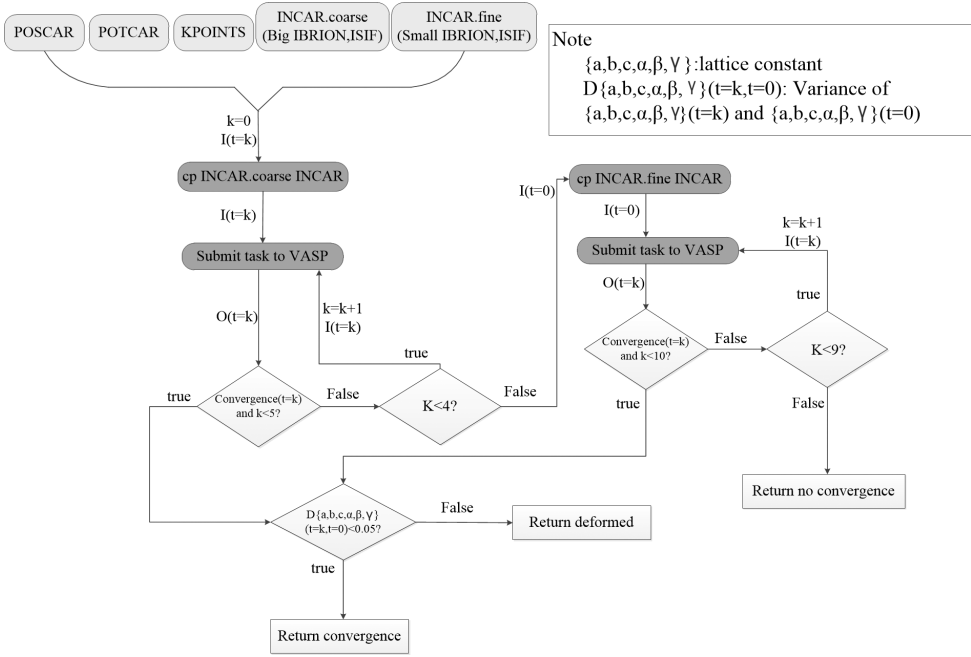 POSCAR
POTCAR
KPOINTS
INCAR.coarse
(Big IBRION,ISIF)
INCAR.fine
(Small IBRION,ISIF)
Note
{a,b,c,α,β,γ}:lattice constant
D{a,b,c,α,β,γ}(t=k,t=0): Variance of
{a,b,c,α,β,γ}(t=k) and {a,b,c,α,β,γ}(t=0)
k=0
I(t=k)
cp INCAR.coarse INCAR
I(t=k)
Submit task to VASP
O(t=k)
k=k+1
I(t=k)
true
Convergence(t=k)
and k<5?
true
False
K<4?
False
I(t=0)
cp INCAR.fine INCAR
I(t=0)
Submit task to VASP
k=k+1
I(t=k)
O(t=k)
true
Convergence(t=k)
and k<10?
False
K<9?
true
False
Return no convergence
D{a,b,c,α,β,γ}
(t=k,t=0)<0.05?
False
Return deformed
true
Return convergence